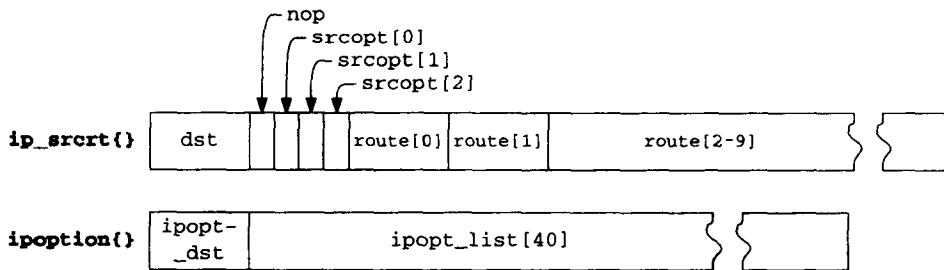 nop
srcopt[0]
srcopt[1]
srcopt[2]
ip_srcrt{} dst route[0] route[1] route[2-9]
ipoption{} ipopt-
_dst ipopt_list[40]